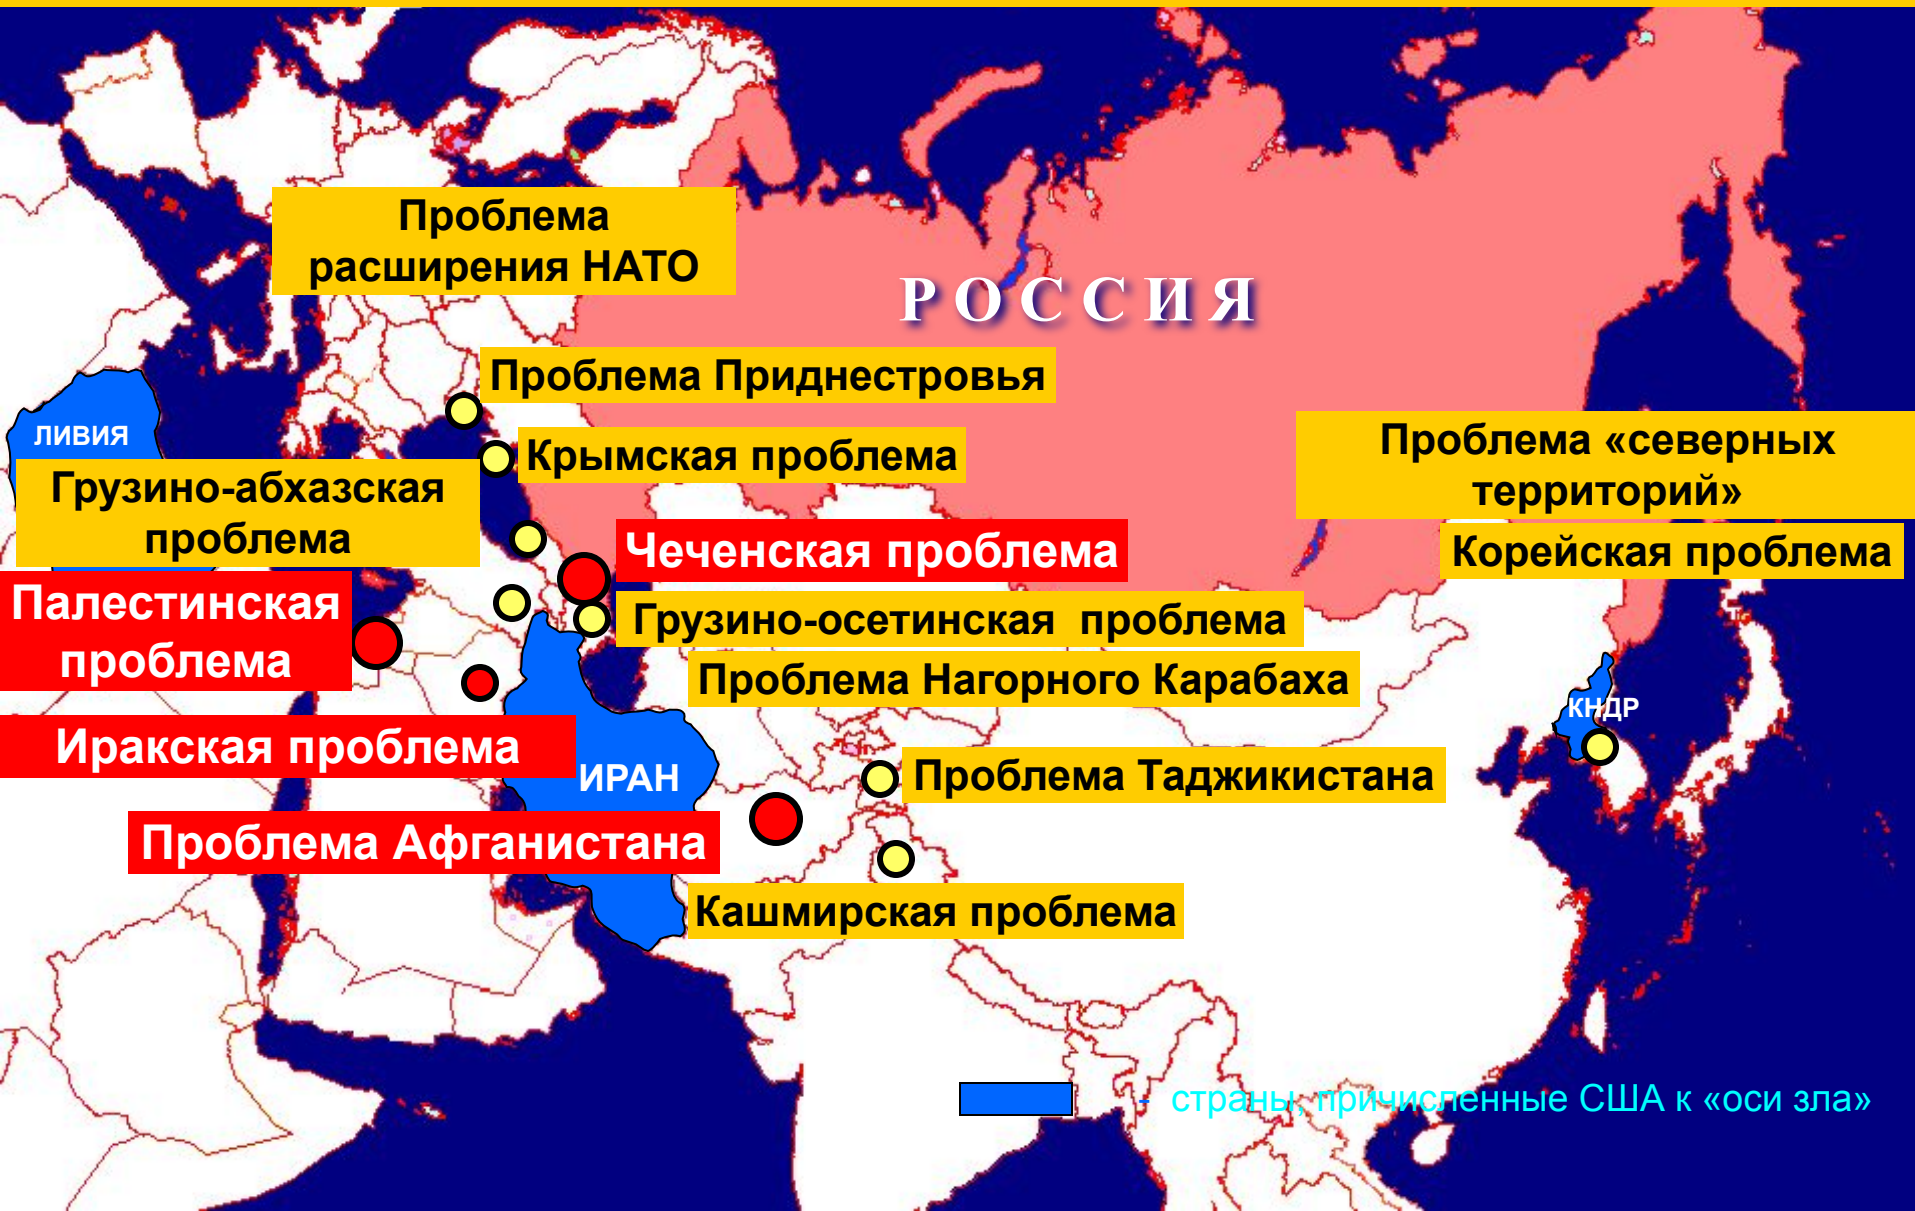 Проблема
расширения НАТО
РОССИЯ
Проблема Приднестровья
ЛИВИЯ
Крымская проблема
Проблема «северных
территорий»
Грузино-абхазская
проблема
Чеченская проблема
Корейская проблема
Палестинская
проблема
Грузино-осетинская проблема
Проблема Нагорного Карабаха
КНДР
Иракская проблема
ИРАН
Проблема Таджикистана
Проблема Афганистана
Кашмирская проблема
- страны, причисленные США к «оси зла»